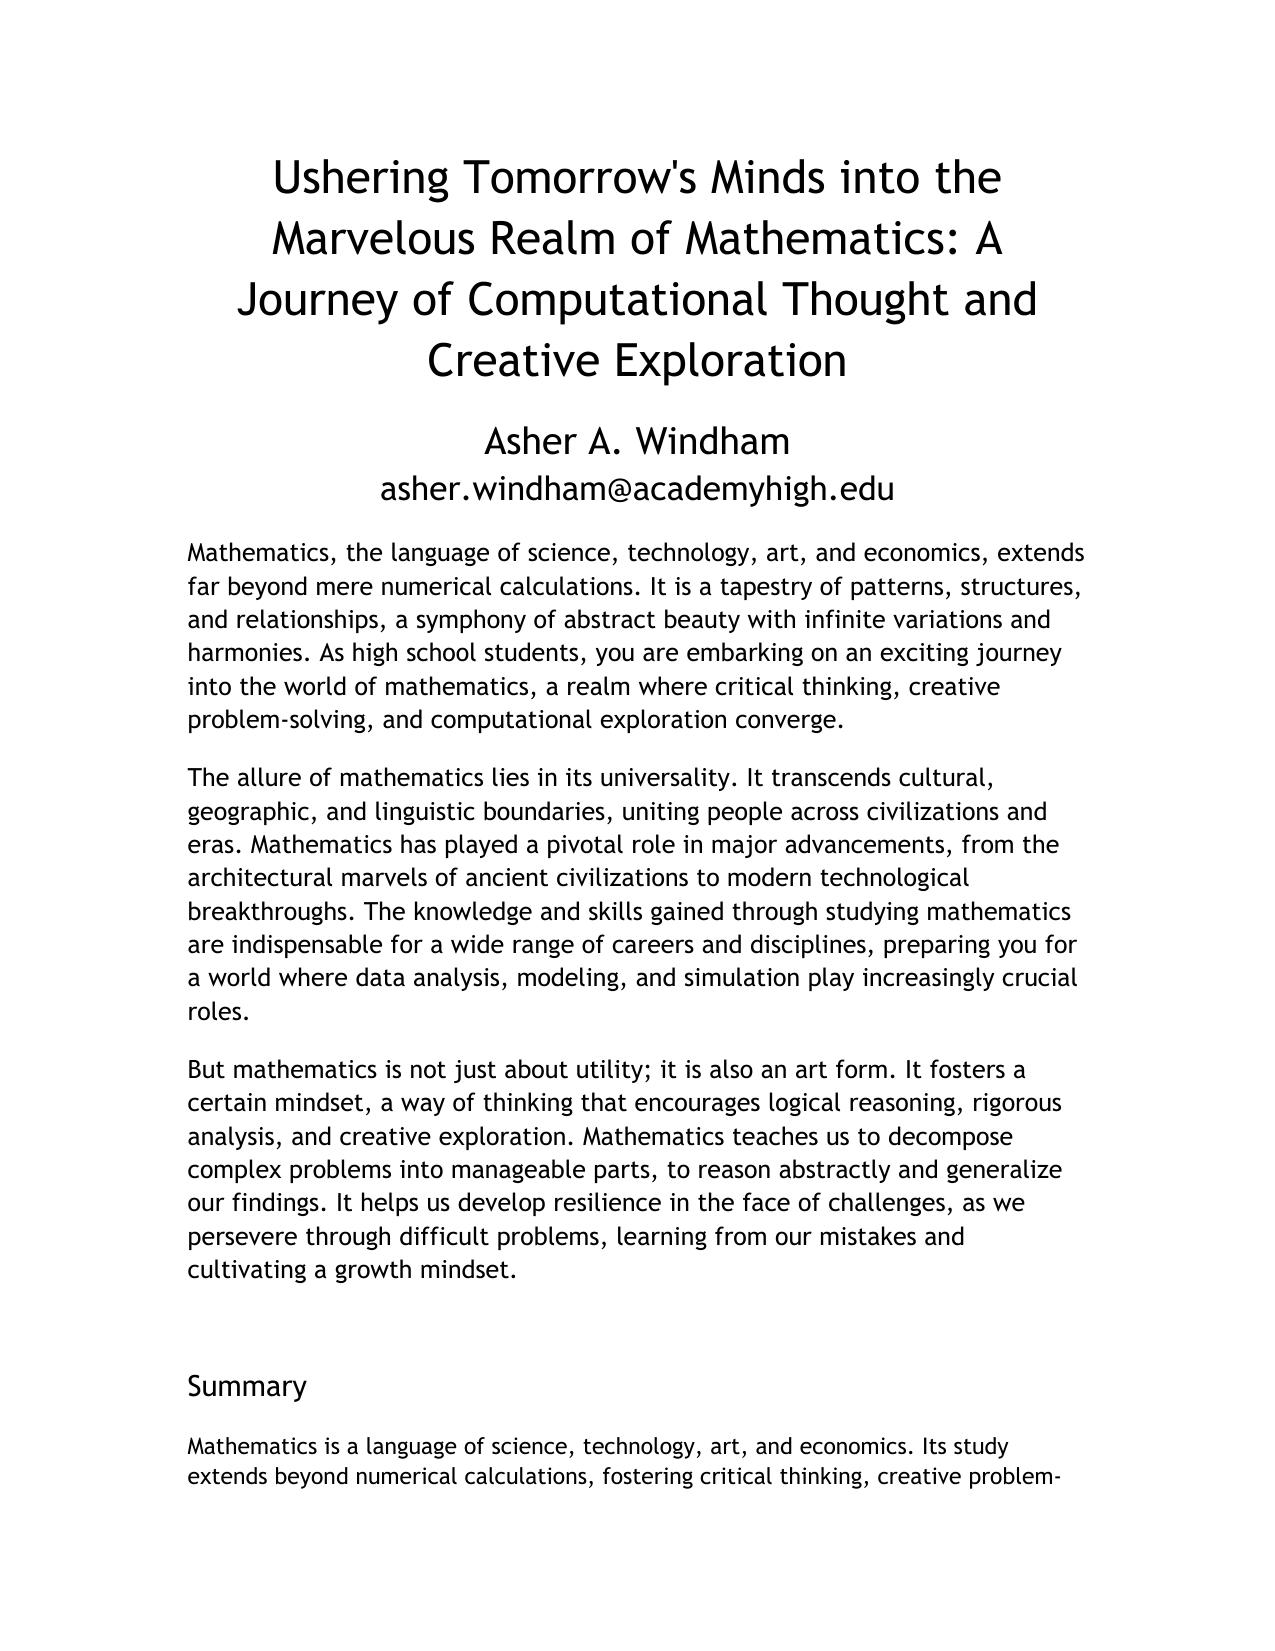 Ushering Tomorrow's Minds into the
Marvelous Realm of Mathematics: A
Journey of Computational Thought and
Creative Exploration
Asher A. Windham
asher.windham@academyhigh.edu
Mathematics, the language of science, technology, art, and economics, extends
far beyond mere numerical calculations. It is a tapestry of patterns, structures,
and relationships, a symphony of abstract beauty with infinite variations and
harmonies. As high school students, you are embarking on an exciting journey
into the world of mathematics, a realm where critical thinking, creative
problem-solving, and computational exploration converge.
The allure of mathematics lies in its universality. It transcends cultural,
geographic, and linguistic boundaries, uniting people across civilizations and
eras. Mathematics has played a pivotal role in major advancements, from the
architectural marvels of ancient civilizations to modern technological
breakthroughs. The knowledge and skills gained through studying mathematics
are indispensable for a wide range of careers and disciplines, preparing you for
a world where data analysis, modeling, and simulation play increasingly crucial
roles.
But mathematics is not just about utility; it is also an art form. It fosters a
certain mindset, a way of thinking that encourages logical reasoning, rigorous
analysis, and creative exploration. Mathematics teaches us to decompose
complex problems into manageable parts, to reason abstractly and generalize
our findings. It helps us develop resilience in the face of challenges, as we
persevere through difficult problems, learning from our mistakes and
cultivating a growth mindset.
Summary
Mathematics is a language of science, technology, art, and economics. Its study
extends beyond numerical calculations, fostering critical thinking, creative problem-